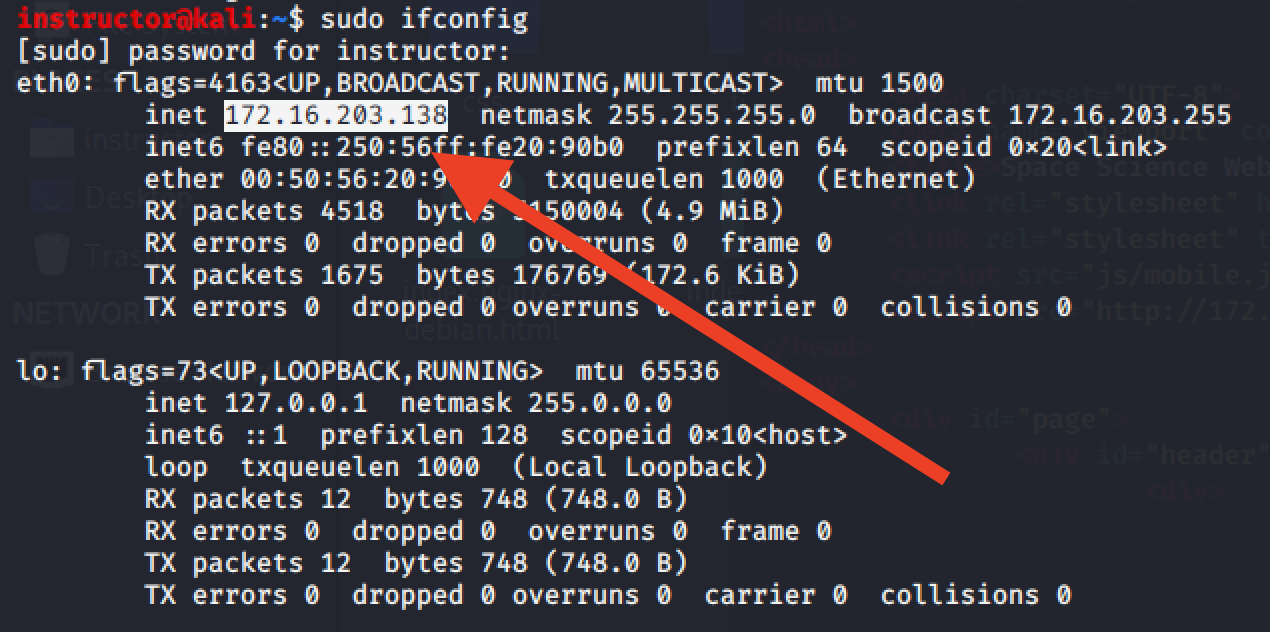 instructor@kali:~$ sudo ifconfig
[sudo] password for instructor:
eth0: flags=4163<UP,BROADCAST,RUNNING,MULTICAST>  mtu 1500
        inet 172.16.203.138  netmask 255.255.255.0  broadcast 172.16.203.255
        inet6 fe80::250:56ff:fe20:90b0  prefixlen 64  scopeid 0×20<link>
        ether 00:50:56:20:9 0  txqueuelen 1000  (Ethernet)
        RX packets 4518  bytes 5150004 (4.9 MiB)
        RX errors 0  dropped 0  overruns 0  frame 0
        TX packets 1675  bytes 176769 (172.6 KiB)
        TX errors 0  dropped 0 overruns 0  carrier 0  collisions 0
lo: flags=73<UP,LOOPBACK,RUNNING>  mtu 65536
        inet 127.0.0.1  netmask 255.0.0.0
        inet6 ::1  prefixlen 128  scopeid 0×10<host>
        loop  txqueuelen 1000  (Local Loopback)
        RX packets 12  bytes 748 (748.0 B)
        RX errors 0  dropped 0  overruns 0  frame 0
        TX packets 12  bytes 748 (748.0 B)
        TX errors 0  dropped 0 overruns 0  carrier 0  collisions 0